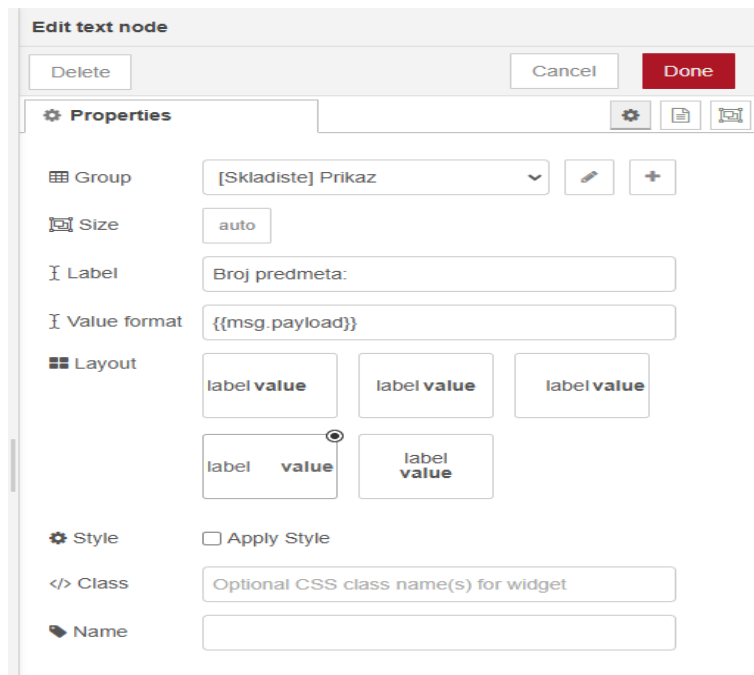 Edit text node
Delete
Cancel
Done
Properties
Group
[Skladiste] Prikaz
Size
auto
Label
Broj predmeta:
Value format
{{msg.payload}}
Layout
label value
label value
label value
label value
label
value
Style
Apply Style
</> Class
Optional CSS class name(s) for widget
Name